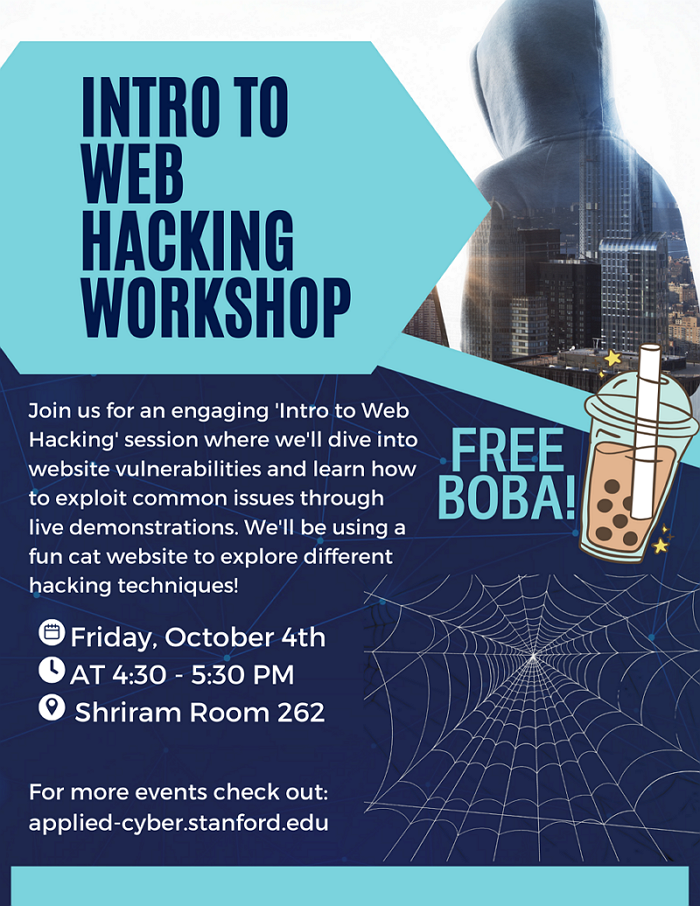 INTRO TO
WEB
HACKING
WORKSHOP
Join us for an engaging 'Intro to Web
Hacking' session where we'll dive into
website vulnerabilities and learn how
to exploit common issues through
live demonstrations. We'll be using a
fun cat website to explore different
hacking techniques!
FREE
BOBA!
Friday, October 4th
AT 4:30 - 5:30 PM
Shriram Room 262
For more events check out:
applied-cyber.stanford.edu